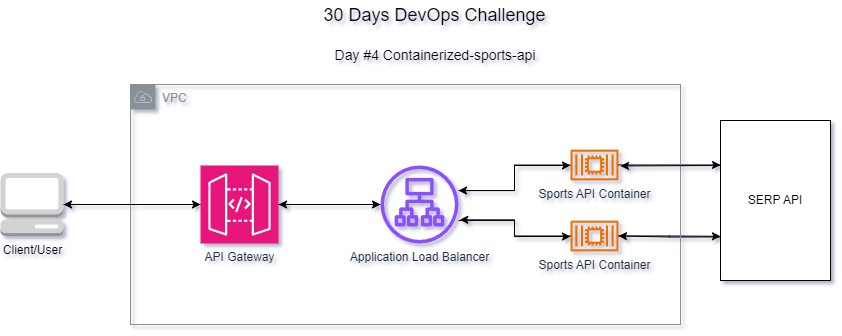 30 Days DevOps Challenge
Day #4 Containerized-sports-api
VPC
Client/User
</>
API Gateway
Application Load Balancer
Sports API Container
Sports API Container
SERP API